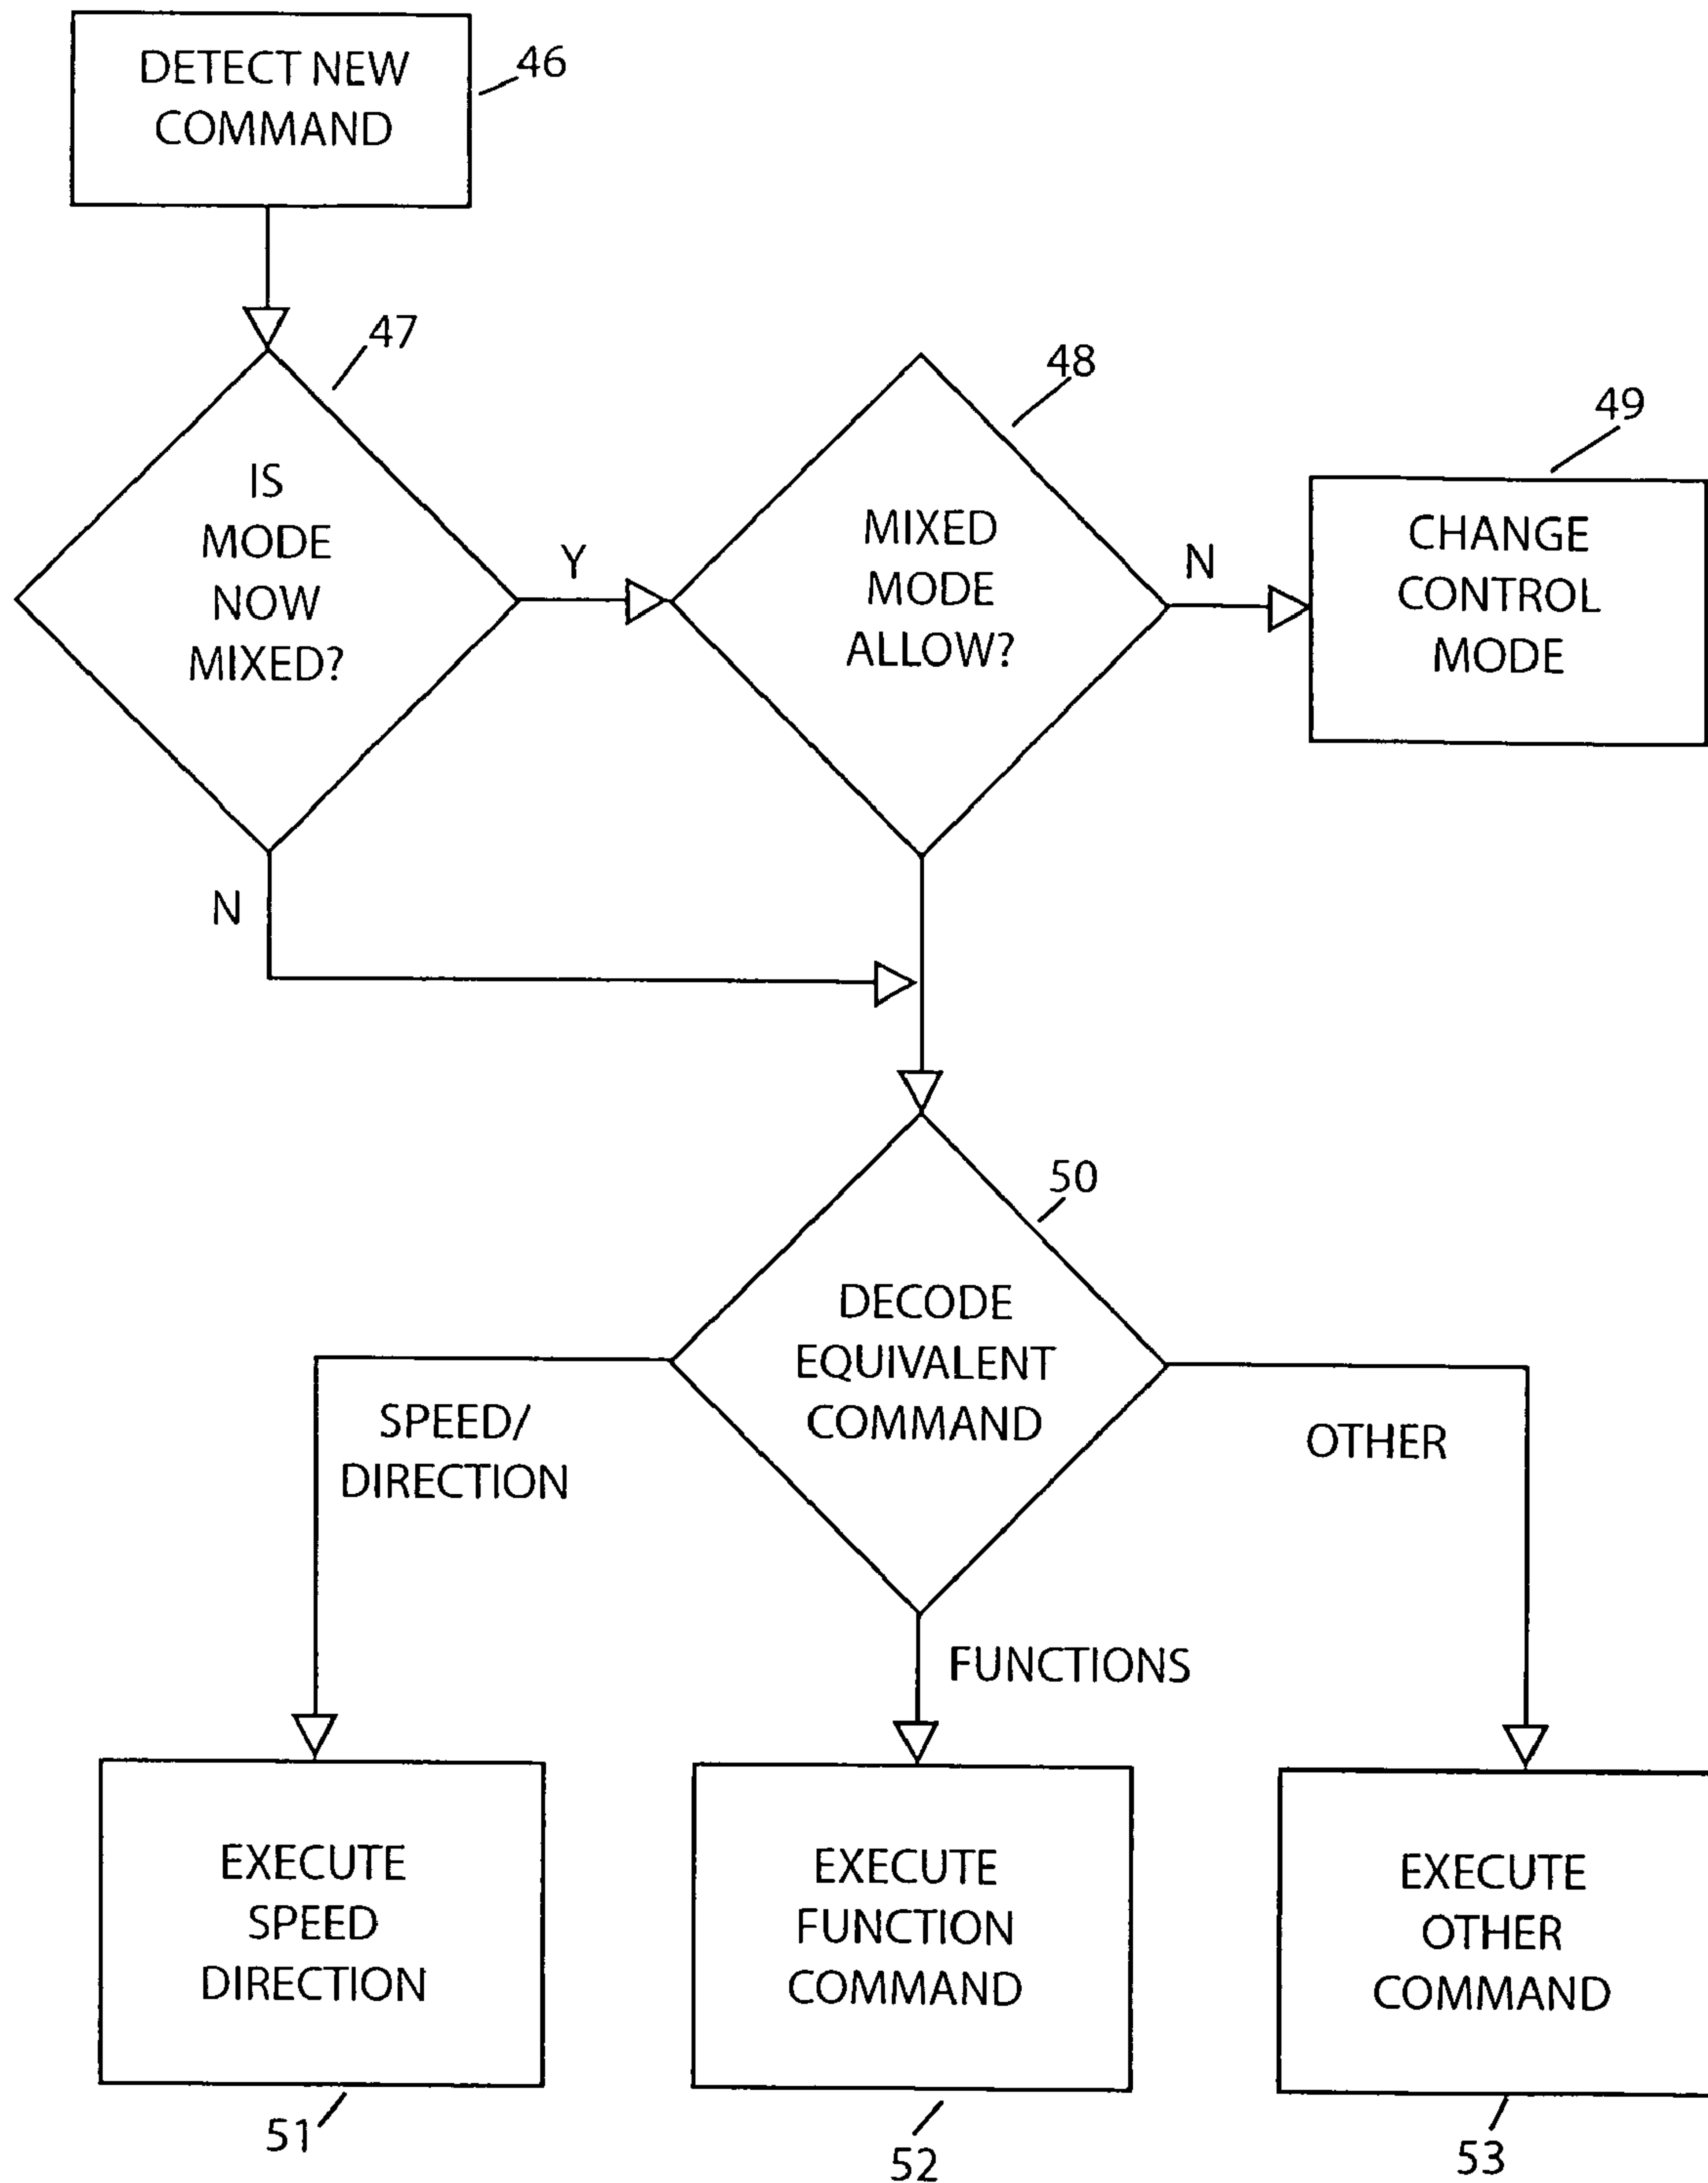 DETECT NEW
COMMAND
46
47
IS
MODE
NOW
MIXED?
Y
48
MIXED
MODE
ALLOW?
N
49
CHANGE
CONTROL
MODE
N
50
DECODE
EQUIVALENT
COMMAND
SPEED/
DIRECTION
OTHER
FUNCTIONS
EXECUTE
SPEED
DIRECTION
51
EXECUTE
FUNCTION
COMMAND
52
EXECUTE
OTHER
COMMAND
53